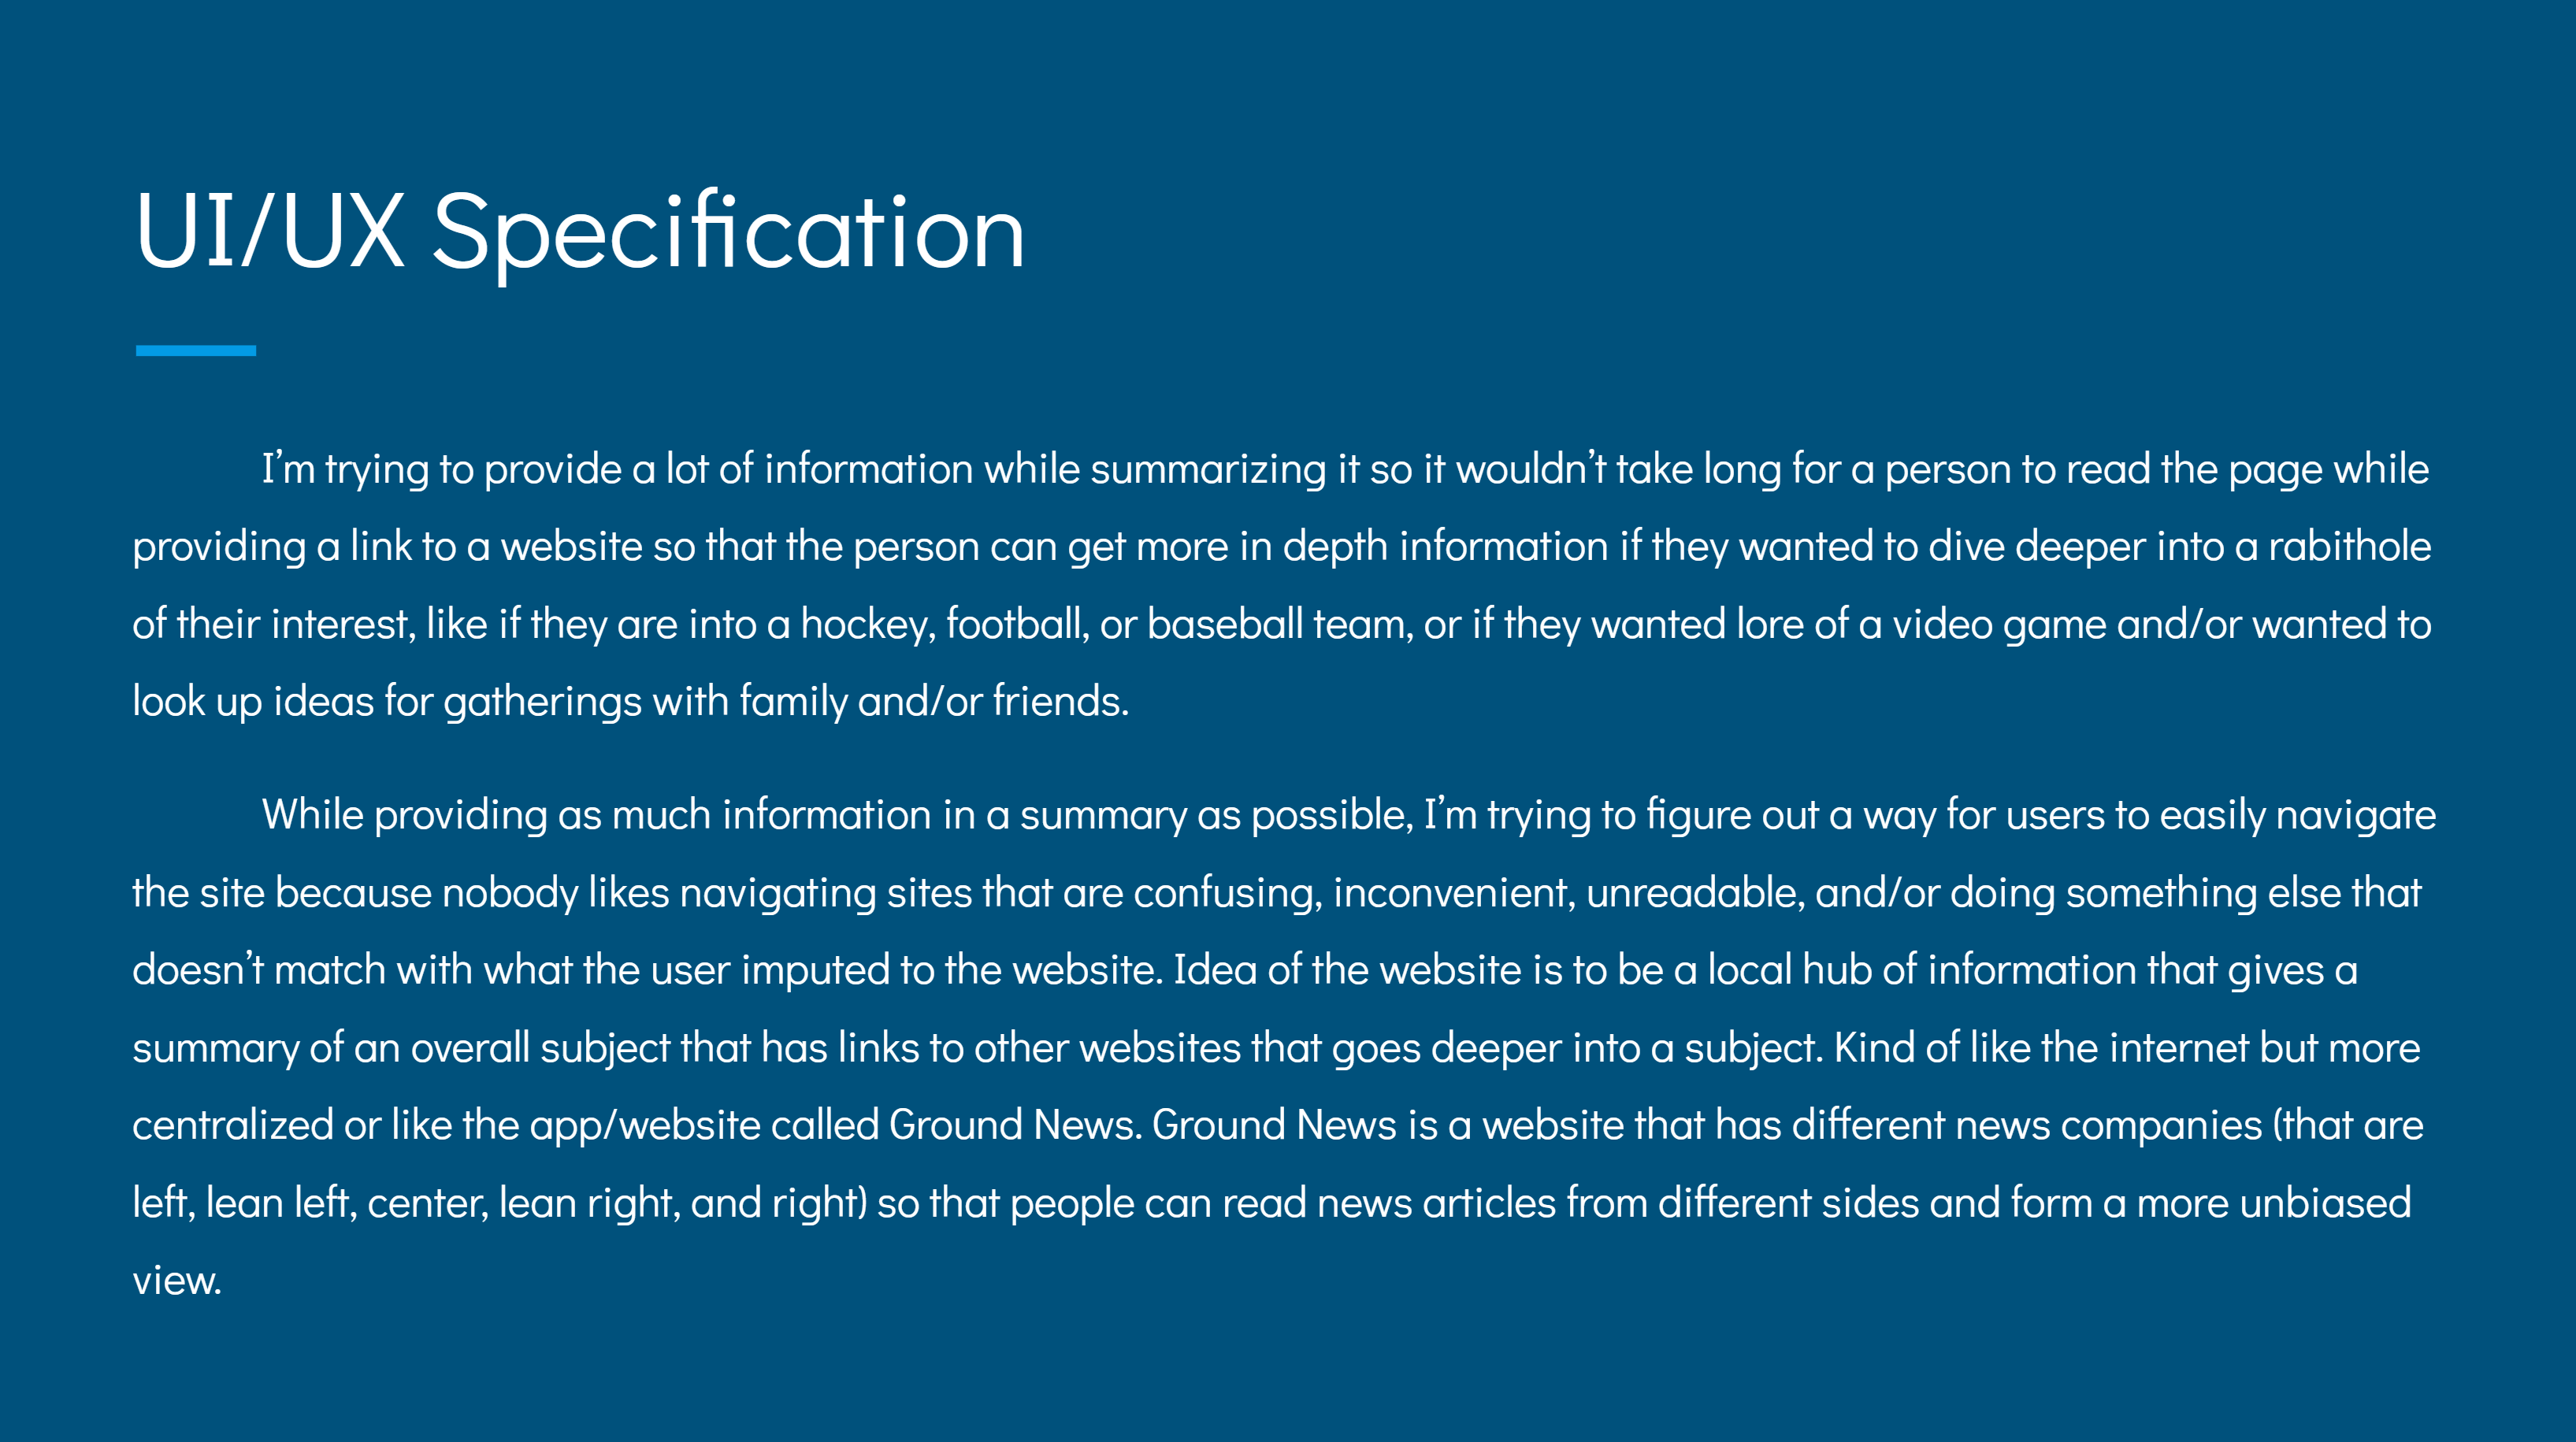 UI/UX Specification
I’m trying to provide a lot of information while summarizing it so it wouldn’t take long for a person to read the page while
providing a link to a website so that the person can get more in depth information if they wanted to dive deeper into a rabithole
of their interest, like if they are into a hockey, football, or baseball team, or if they wanted lore of a video game and/or wanted to
look up ideas for gatherings with family and/or friends.
While providing as much information in a summary as possible, I’m trying to figure out a way for users to easily navigate
the site because nobody likes navigating sites that are confusing, inconvenient, unreadable, and/or doing something else that
doesn’t match with what the user imputed to the website. Idea of the website is to be a local hub of information that gives a
summary of an overall subject that has links to other websites that goes deeper into a subject. Kind of like the internet but more
centralized or like the app/website called Ground News. Ground News is a website that has different news companies (that are
left, lean left, center, lean right, and right) so that people can read news articles from different sides and form a more unbiased
view.